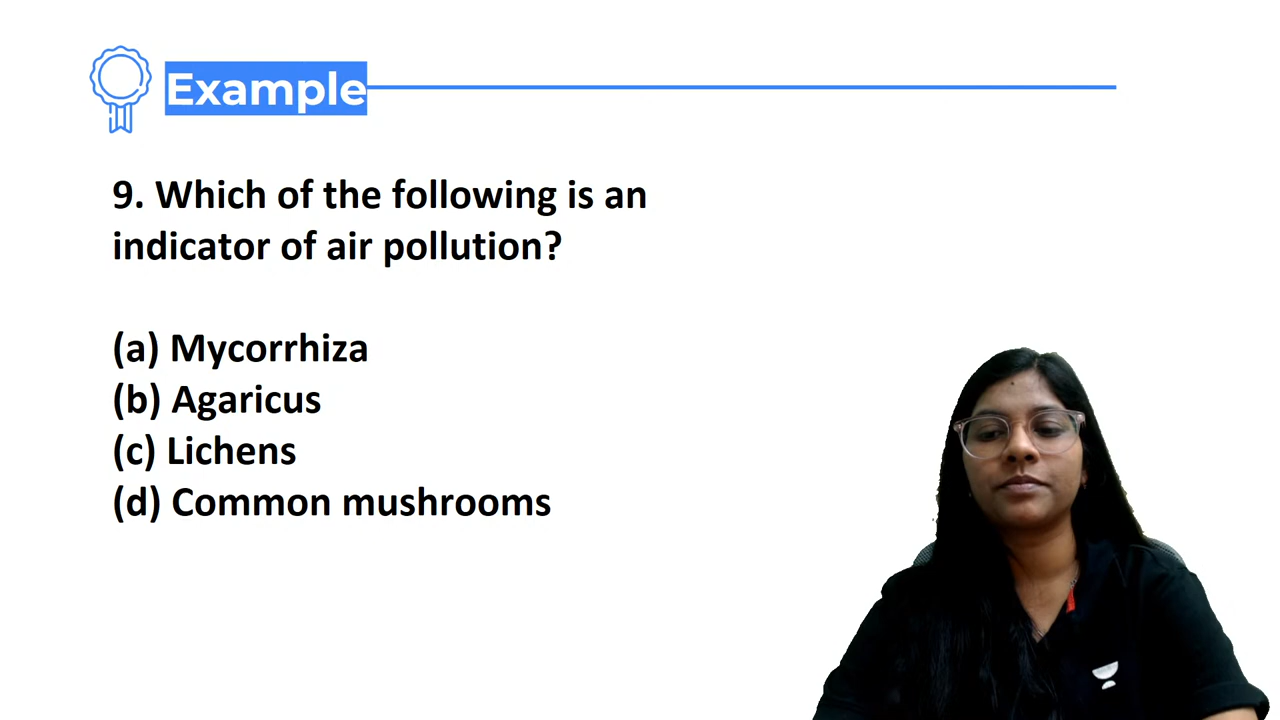 Example
9. Which of the following is an
indicator of air pollution?
(a) Mycorrhiza
(b) Agaricus
(c) Lichens
(d) Common mushrooms